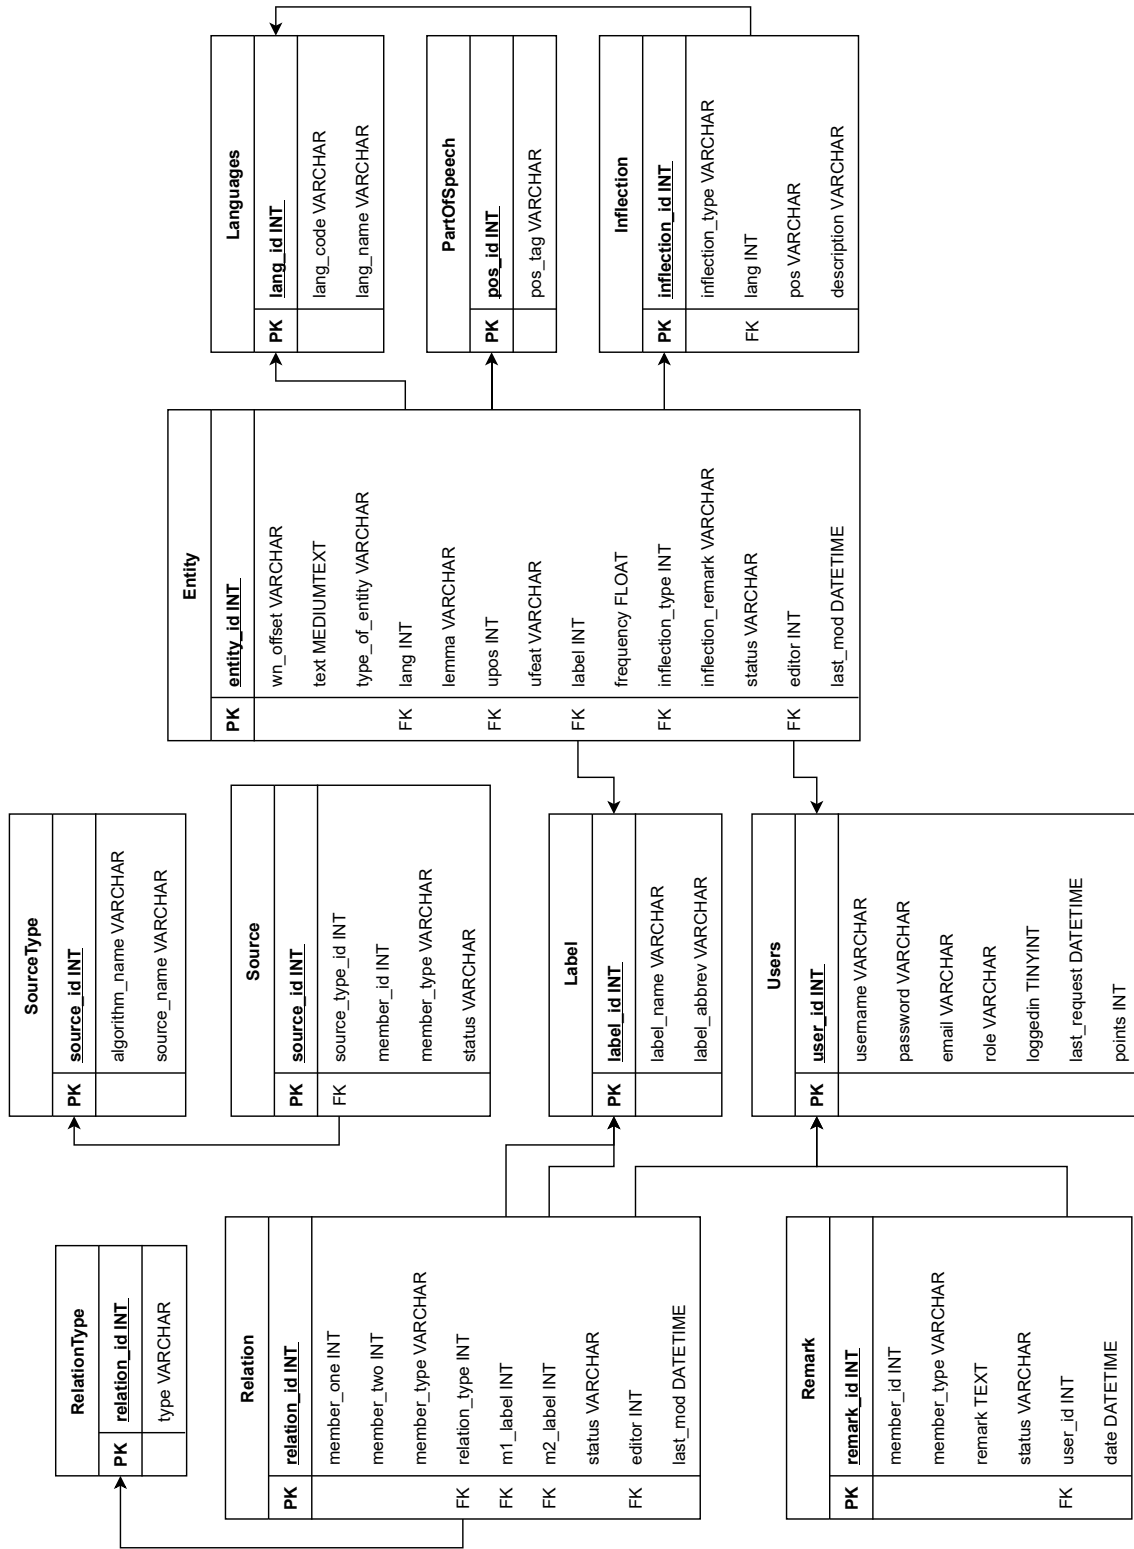 RelationType
PK relation_id INT
type VARCHAR
Relation
PK relation_id INT
member_one INT
member_two INT
member_type VARCHAR
FK relation_type INT
FK m1_label INT
FK m2_label INT
status VARCHAR
FK editor INT
last_mod DATETIME
Remark
PK remark_id INT
member_id INT
member_type VARCHAR
remark TEXT
status VARCHAR
FK user_id INT
date DATETIME
SourceType
PK source_id INT
algorithm_name VARCHAR
source_name VARCHAR
Source
PK source_id INT
FK source_type_id INT
member_id INT
member_type VARCHAR
status VARCHAR
Label
PK label_id INT
label_name VARCHAR
label_abbrev VARCHAR
Users
PK user_id INT
username VARCHAR
password VARCHAR
email VARCHAR
role VARCHAR
loggedin TINYINT
last_request DATETIME
points INT
Entity
PK entity_id INT
wn_offset VARCHAR
text MEDIUMTEXT
type_of_entity VARCHAR
FK lang INT
lemma VARCHAR
FK upos INT
ufeat VARCHAR
FK label INT
frequency FLOAT
FK inflection_type INT
inflection_remark VARCHAR
status VARCHAR
FK editor INT
last_mod DATETIME
Languages
PK lang_id INT
lang_code VARCHAR
lang_name VARCHAR
PartOfSpeech
PK pos_id INT
pos_tag VARCHAR
Inflection
PK inflection_id INT
inflection_type VARCHAR
FK lang INT
pos VARCHAR
description VARCHAR